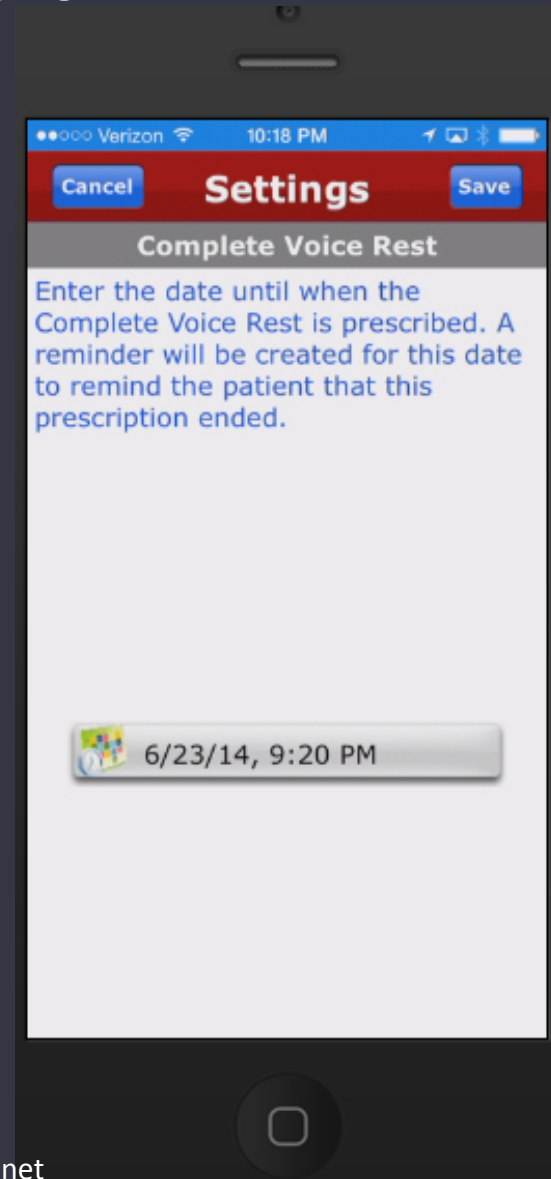 ●●○○○ Verizon 10:18 PM
Cancel Settings Save
Complete Voice Rest
Enter the date until when the
Complete Voice Rest is prescribed. A
reminder will be created for this date
to remind the patient that this
prescription ended.
6/23/14, 9:20 PM
net